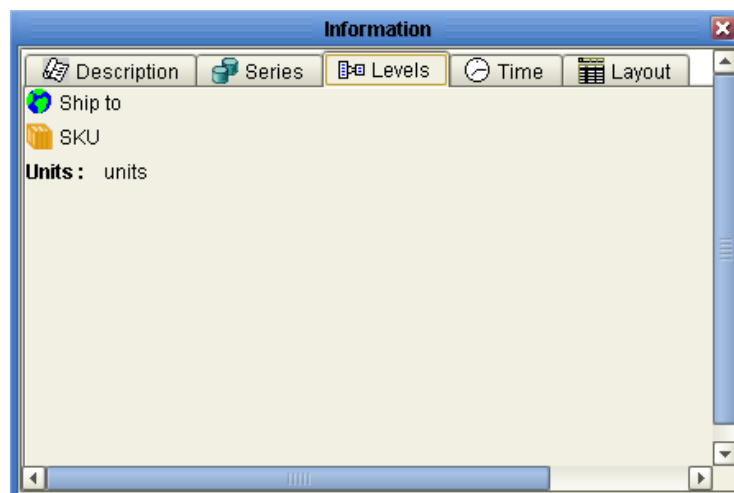 Information
Description Series Levels Time Layout
Ship to
SKU
Units : units